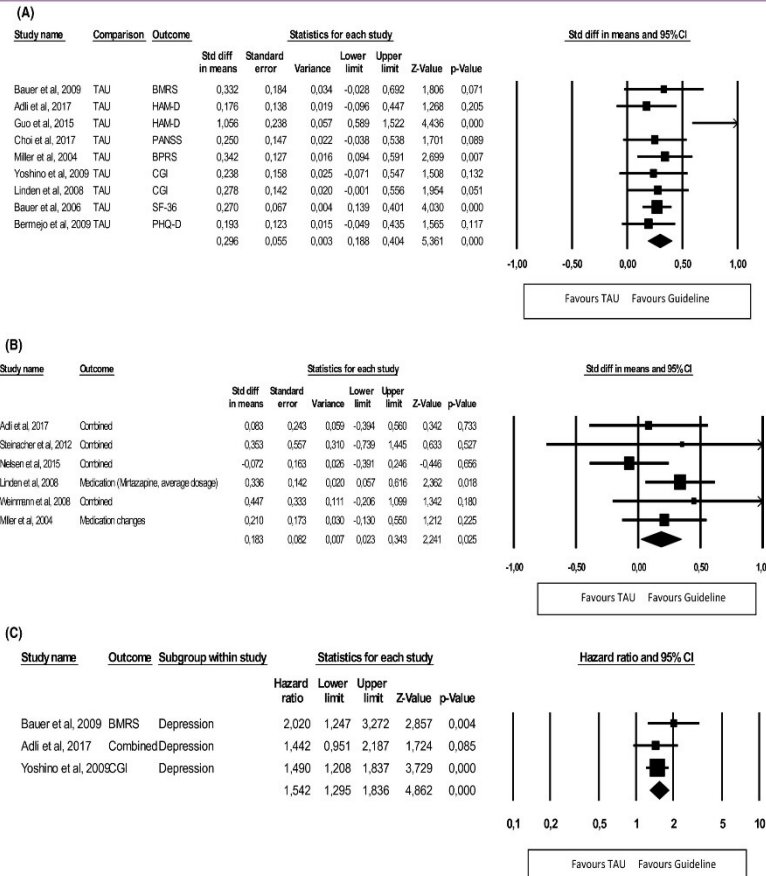 (A)
Study name Comparison Outcome Statistics for each study Std diff in means and 95%CI
Std diff in means Standard error Variance Lower limit Upper limit Z-Value p-Value
Bauer et al, 2009 TAU BMRS 0,332 0,184 0,034 -0,028 0,692 1,806 0,071
Adli et al, 2017 TAU HAM-D 0,176 0,138 0,019 -0,096 0,447 1,268 0,205
Guo et al, 2015 TAU HAM-D 1,056 0,238 0,057 0,589 1,522 4,436 0,000
Choi et al, 2017 TAU PANSS 0,250 0,147 0,022 -0,038 0,538 1,701 0,089
Miller et al, 2004 TAU BPRS 0,342 0,127 0,016 0,094 0,591 2,699 0,007
Yoshino et al, 2009 TAU CGI 0,238 0,158 0,025 -0,071 0,547 1,508 0,132
Linden et al, 2008 TAU CGI 0,278 0,142 0,020 -0,001 0,556 1,954 0,051
Bauer et al, 2006 TAU SF-36 0,270 0,067 0,004 0,139 0,401 4,030 0,000
Bermejo et al, 2009 TAU PHQ-D 0,193 0,123 0,015 -0,049 0,435 1,565 0,117
0,296 0,055 0,003 0,188 0,404 5,361 0,000
-1,00 0,00 0,50 1,00
Favours TAU Favours Guideline
(B)
Study name Outcome Statistics for each study Std diff in means and 95%CI
Std diff in means Standard error Variance Lower limit Upper limit Z-Value p-Value
Adli et al, 2017 Combined 0,083 0,243 0,059 -0,394 0,560 0,342 0,733
Steinacher et al, 2012 Combined 0,353 0,557 0,310 -0,739 1,445 0,633 0,527
Nielsen et al, 2015 Combined -0,072 0,163 0,026 -0,391 0,246 -0,446 0,656
Linden et al, 2008 Medication (Mirtazapine, average dosage) 0,336 0,142 0,020 0,057 0,616 2,362 0,018
Weinmann et al, 2008 Combined 0,447 0,333 0,111 -0,206 1,099 1,342 0,180
Miller et al, 2004 Medication changes 0,210 0,173 0,030 -0,130 0,550 1,212 0,225
0,183 0,082 0,007 0,023 0,343 2,241 0,025
-1,00 -0,50 0,00 0,50 1,0
Favours TAU Favours Guideline
(C)
Study name Outcome Subgroup within study Statistics for each study Hazard ratio and 95% CI
Hazard ratio Lower limit Upper limit Z-Value p-Value
Bauer et al, 2009 BMRS Depression 2,020 1,247 3,272 2,857 0,004
Adli et al, 2017 Combined Depression 1,442 0,951 2,187 1,724 0,085
Yoshino et al, 2009 CGI Depression 1,490 1,208 1,837 3,729 0,000
1,542 1,295 1,836 4,862 0,000
0,1 0,2 0,5 1 2 5 10
Favours TAU Favours Guideline